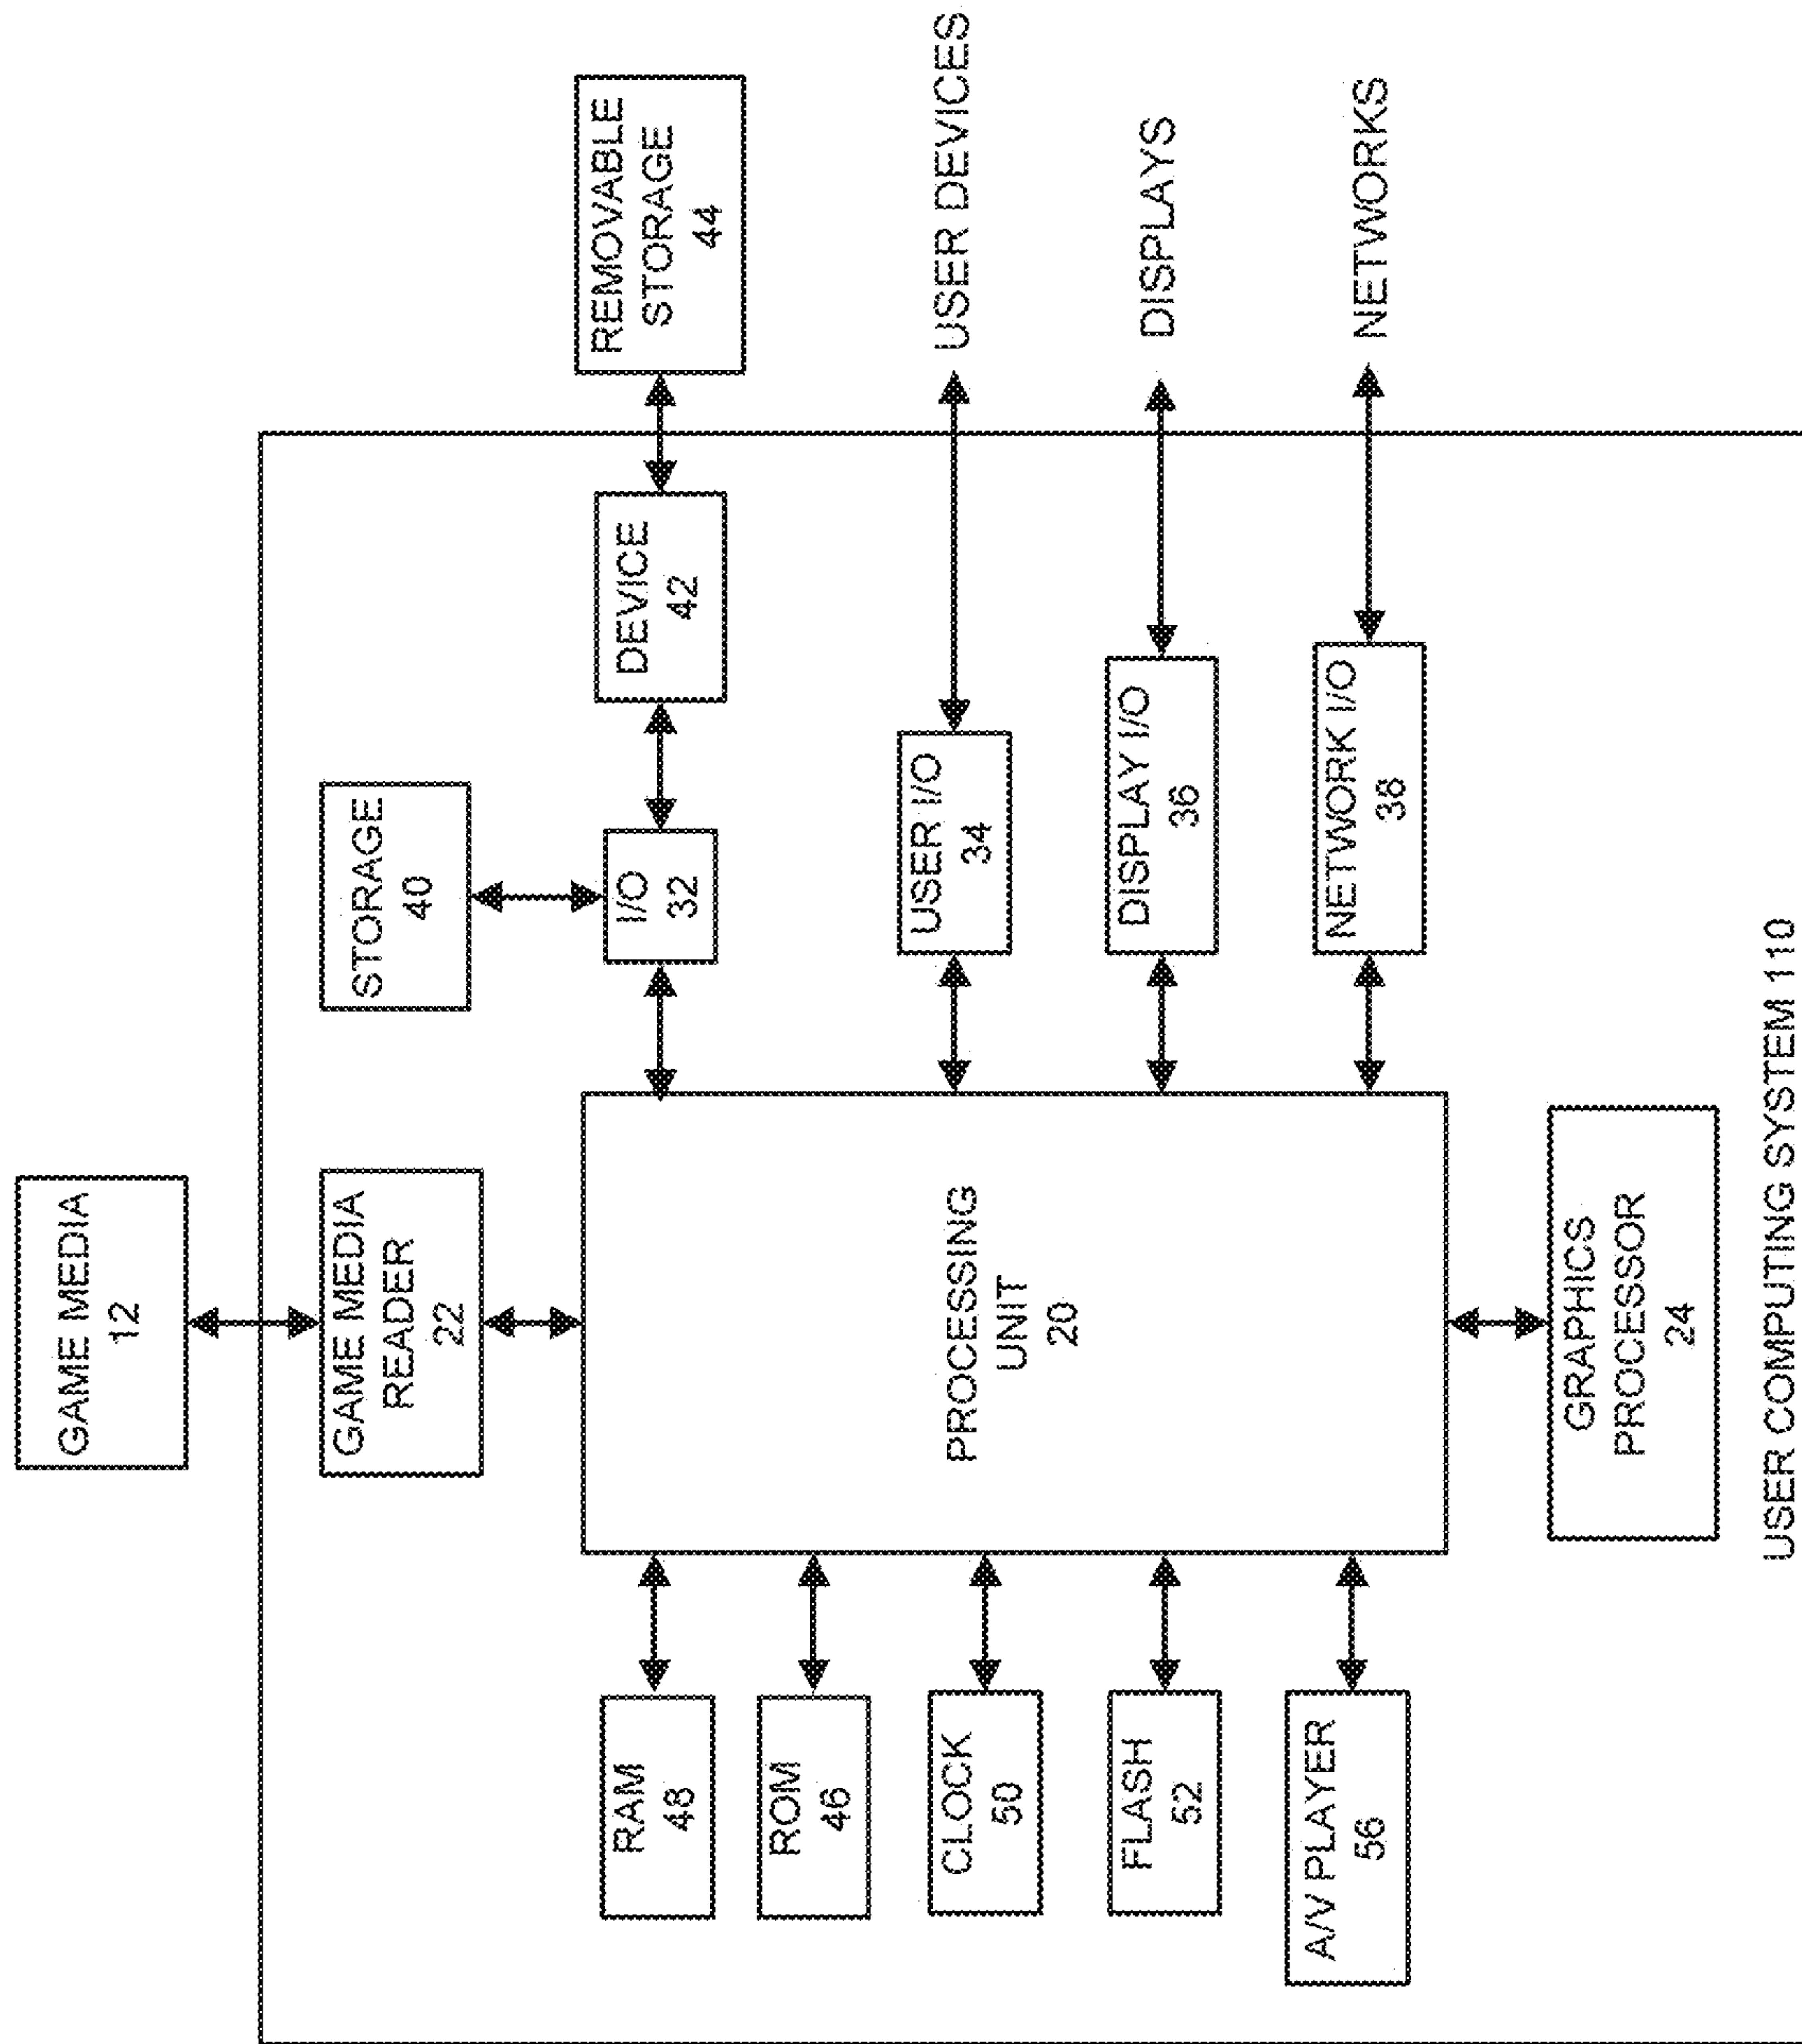 GAME MEDIA
12
GAME MEDIA
READER
22
STORAGE
40
RAM
48
ROM
46
CLOCK
50
FLASH
52
A/V PLAYER
56
PROCESSING
UNIT
20
I/O
32
DEVICE
42
REMOVABLE
STORAGE
44
USER I/O
34
USER DEVICES
DISPLAY I/O
36
DISPLAYS
NETWORK I/O
38
NETWORKS
GRAPHICS
PROCESSOR
24
USER COMPUTING SYSTEM 110